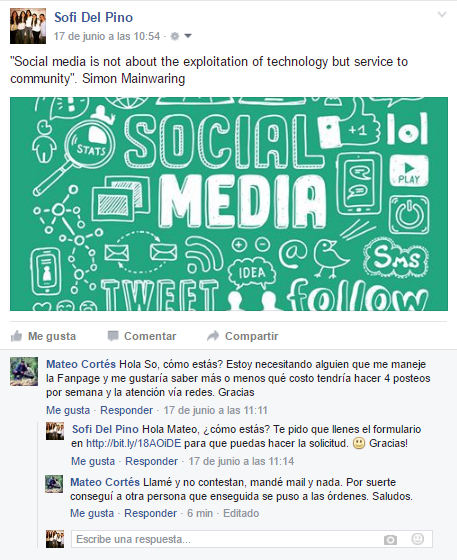 Sofi Del Pino
17 de junio a las 10:54 ·
"Social media is not about the exploitation of technology but service to
community". Simon Mainwaring
STATS
SOCIAL
MEDIA
+1
lol
PLAY
IDEA
@
SMS
TWEET
follow
Me gusta Comentar Compartir
Mateo Cortés Hola So, cómo estás? Estoy necesitando alguien que me maneje
la Fanpage y me gustaría saber más o menos qué costo tendría hacer 4 posteos
por semana y la atención vía redes. Gracias
Me gusta · Responder · 17 de junio a las 11:11
Sofi Del Pino Hola Mateo, ¿cómo estás? Te pido que llenes el formulario
en http://bit.ly/18AOiDE para que puedas hacer la solicitud. 🙂 Gracias!
Me gusta · Responder · 17 de junio a las 11:14
Mateo Cortés Llamé y no contestan, mandé mail y nada. Por suerte
conseguí a otra persona que enseguida se puso a las órdenes. Saludos.
Me gusta · Responder · 6 min · Editado
Escribe una respuesta...